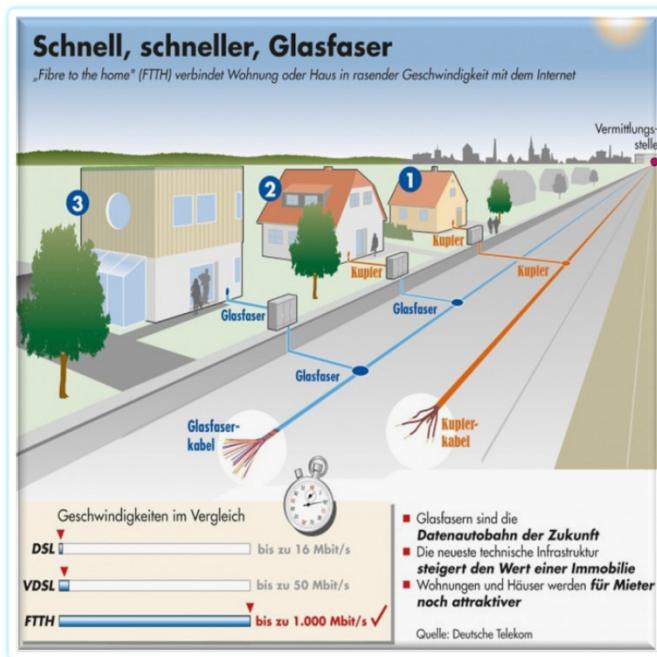 Schnell, schneller, Glasfaser
„Fibre to the home" (FTTH) verbindet Wohnung oder Haus in rasender Geschwindigkeit mit dem Internet
Vermittlungs-
stelle
1
2
3
Kupfer
Kupfer
Kupfer
Glasfaser
Glasfaser
Glasfaser
Glasfaser-
kabel
Kupfer-
kabel
Geschwindigkeiten im Vergleich
DSL bis zu 16 Mbit/s
VDSL bis zu 50 Mbit/s
FTTH bis zu 1.000 Mbit/s
Glasfasern sind die
Datenautobahn der Zukunft
Die neueste technische Infrastruktur
steigert den Wert einer Immobilie
Wohnungen und Häuser werden für Mieter
noch attraktiver
Quelle: Deutsche Telekom